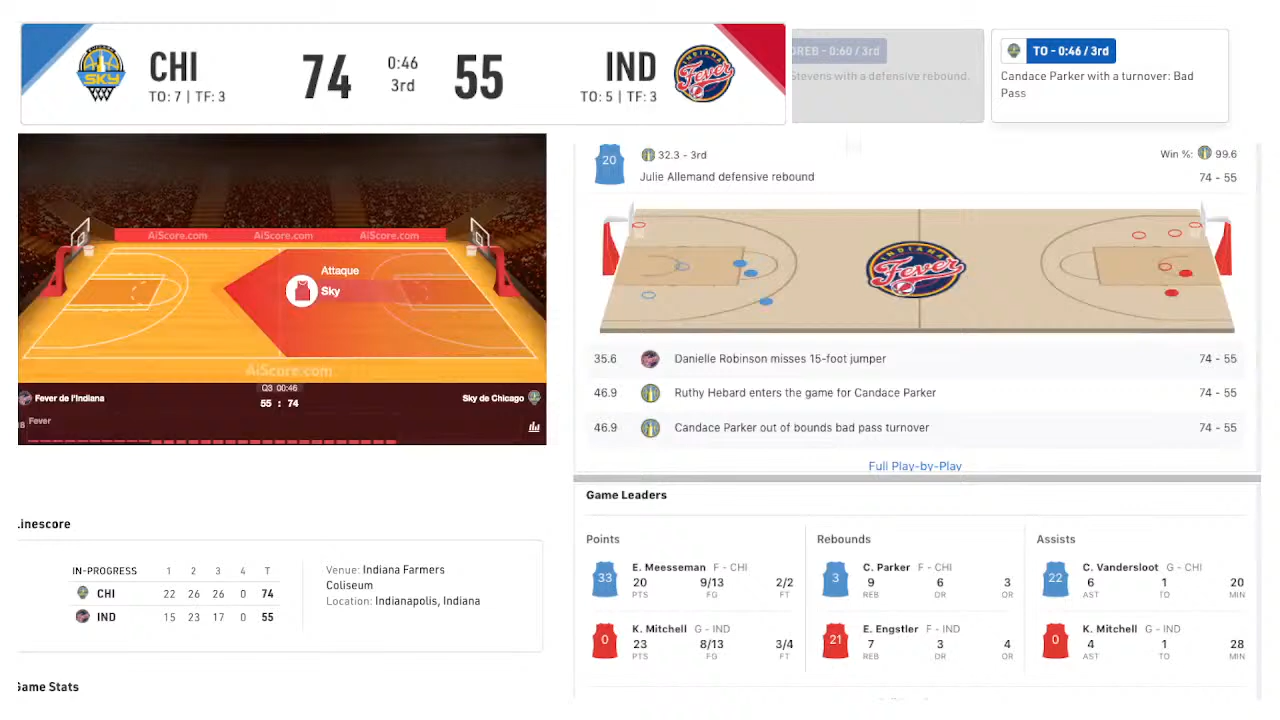 CHI
TO: 7 | TF: 3
74
0:46
3rd
55
IND
TO: 5 | TF: 3
DREB - 0:60 / 3rd
Stevens with a defensive rebound.
TO - 0:46 / 3rd
Candace Parker with a turnover: Bad
Pass
SKY
INDIANA
Fever
AiScore.com AiScore.com AiScore.com
Attaque
Sky
AiScore.com
Q3 00:46
Fever de l'Indiana
55 : 74
Sky de Chicago
Fever
20
32.3 - 3rd
Win %: 99.6
Julie Allemand defensive rebound
74 - 55
INDIANA
Fever
35.6 Danielle Robinson misses 15-foot jumper 74 - 55
46.9 Ruthy Hebard enters the game for Candace Parker 74 - 55
46.9 Candace Parker out of bounds bad pass turnover 74 - 55
Full Play-by-Play
Linescore
IN-PROGRESS 1 2 3 4 T
CHI 22 26 26 0 74
IND 15 23 17 0 55
Venue: Indiana Farmers
Coliseum
Location: Indianapolis, Indiana
Game Stats
Game Leaders
Points
33
E. Meesseman F - CHI
20 9/13 2/2
PTS FG FT
0
K. Mitchell G - IND
23 8/13 3/4
PTS FG FT
Rebounds
3
C. Parker F - CHI
9 6 3
REB DR OR
21
E. Engstler F - IND
7 3 4
REB DR OR
Assists
22
C. Vandersloot G - CHI
6 1 20
AST TO MIN
0
K. Mitchell G - IND
4 1 28
AST TO MIN